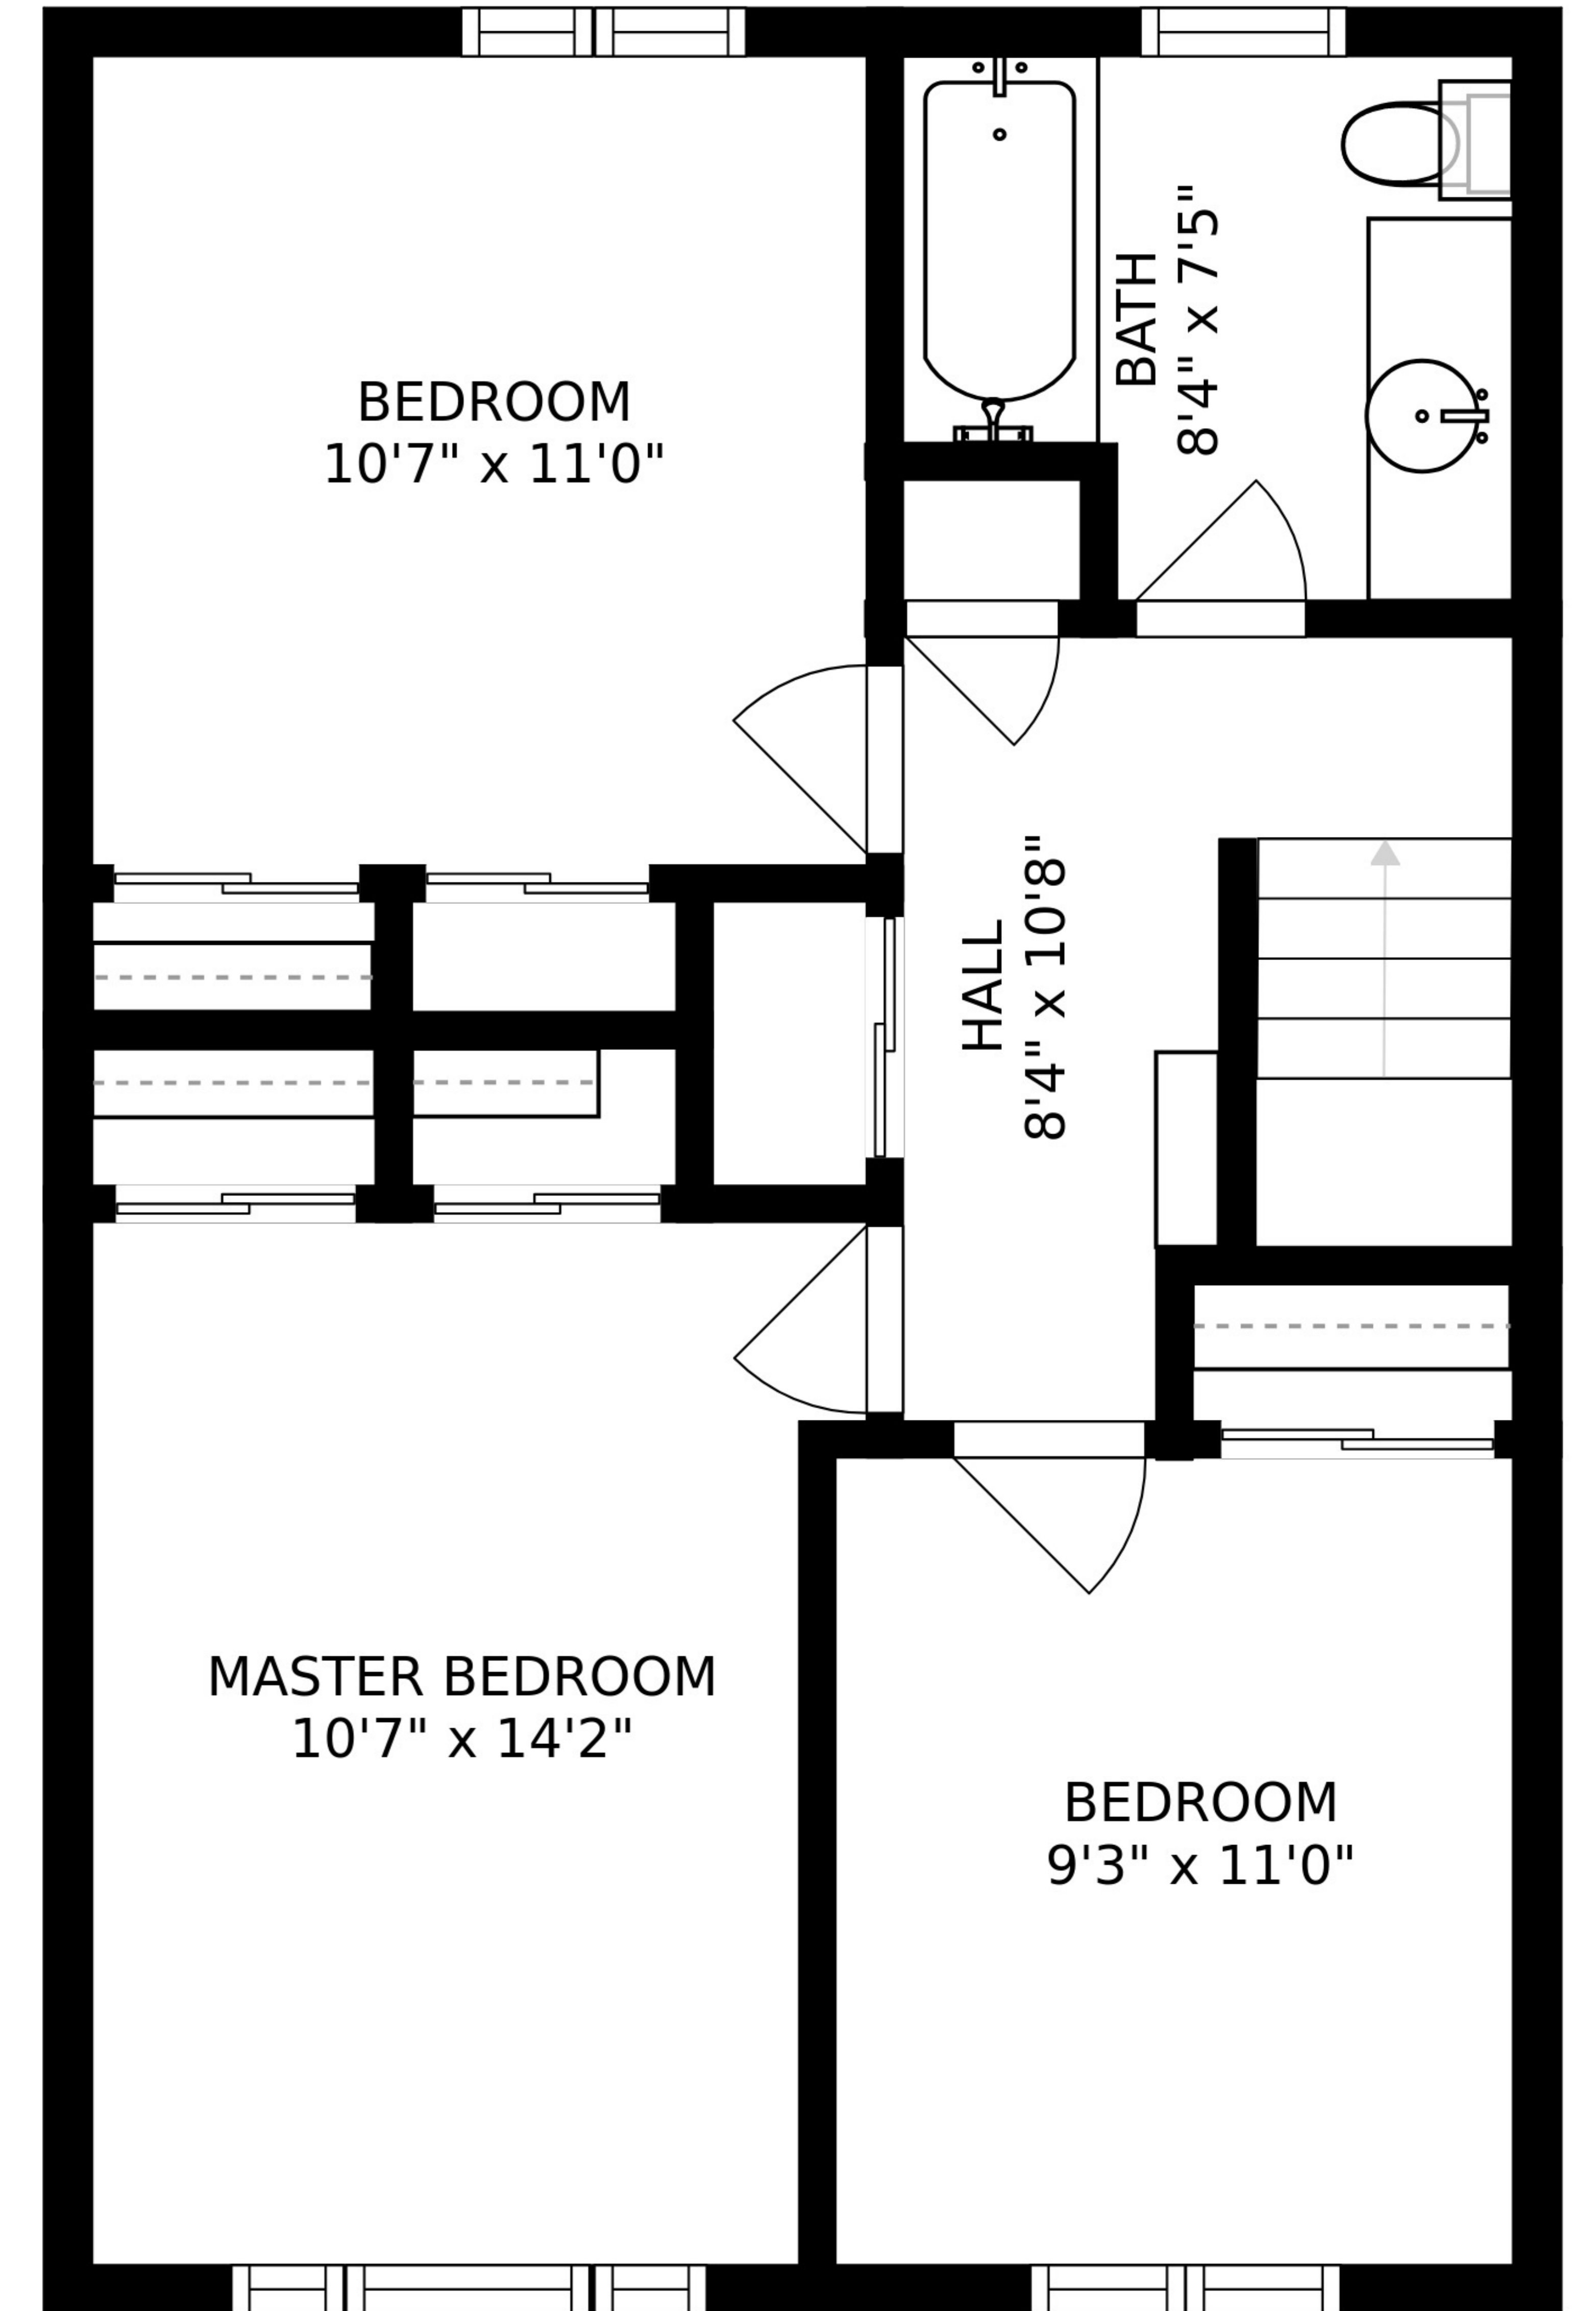 BEDROOM
10'7" x 11'0"
BATH
8'4" x 7'5"
HALL
8'4" x 10'8"
MASTER BEDROOM
10'7" x 14'2"
BEDROOM
9'3" x 11'0"